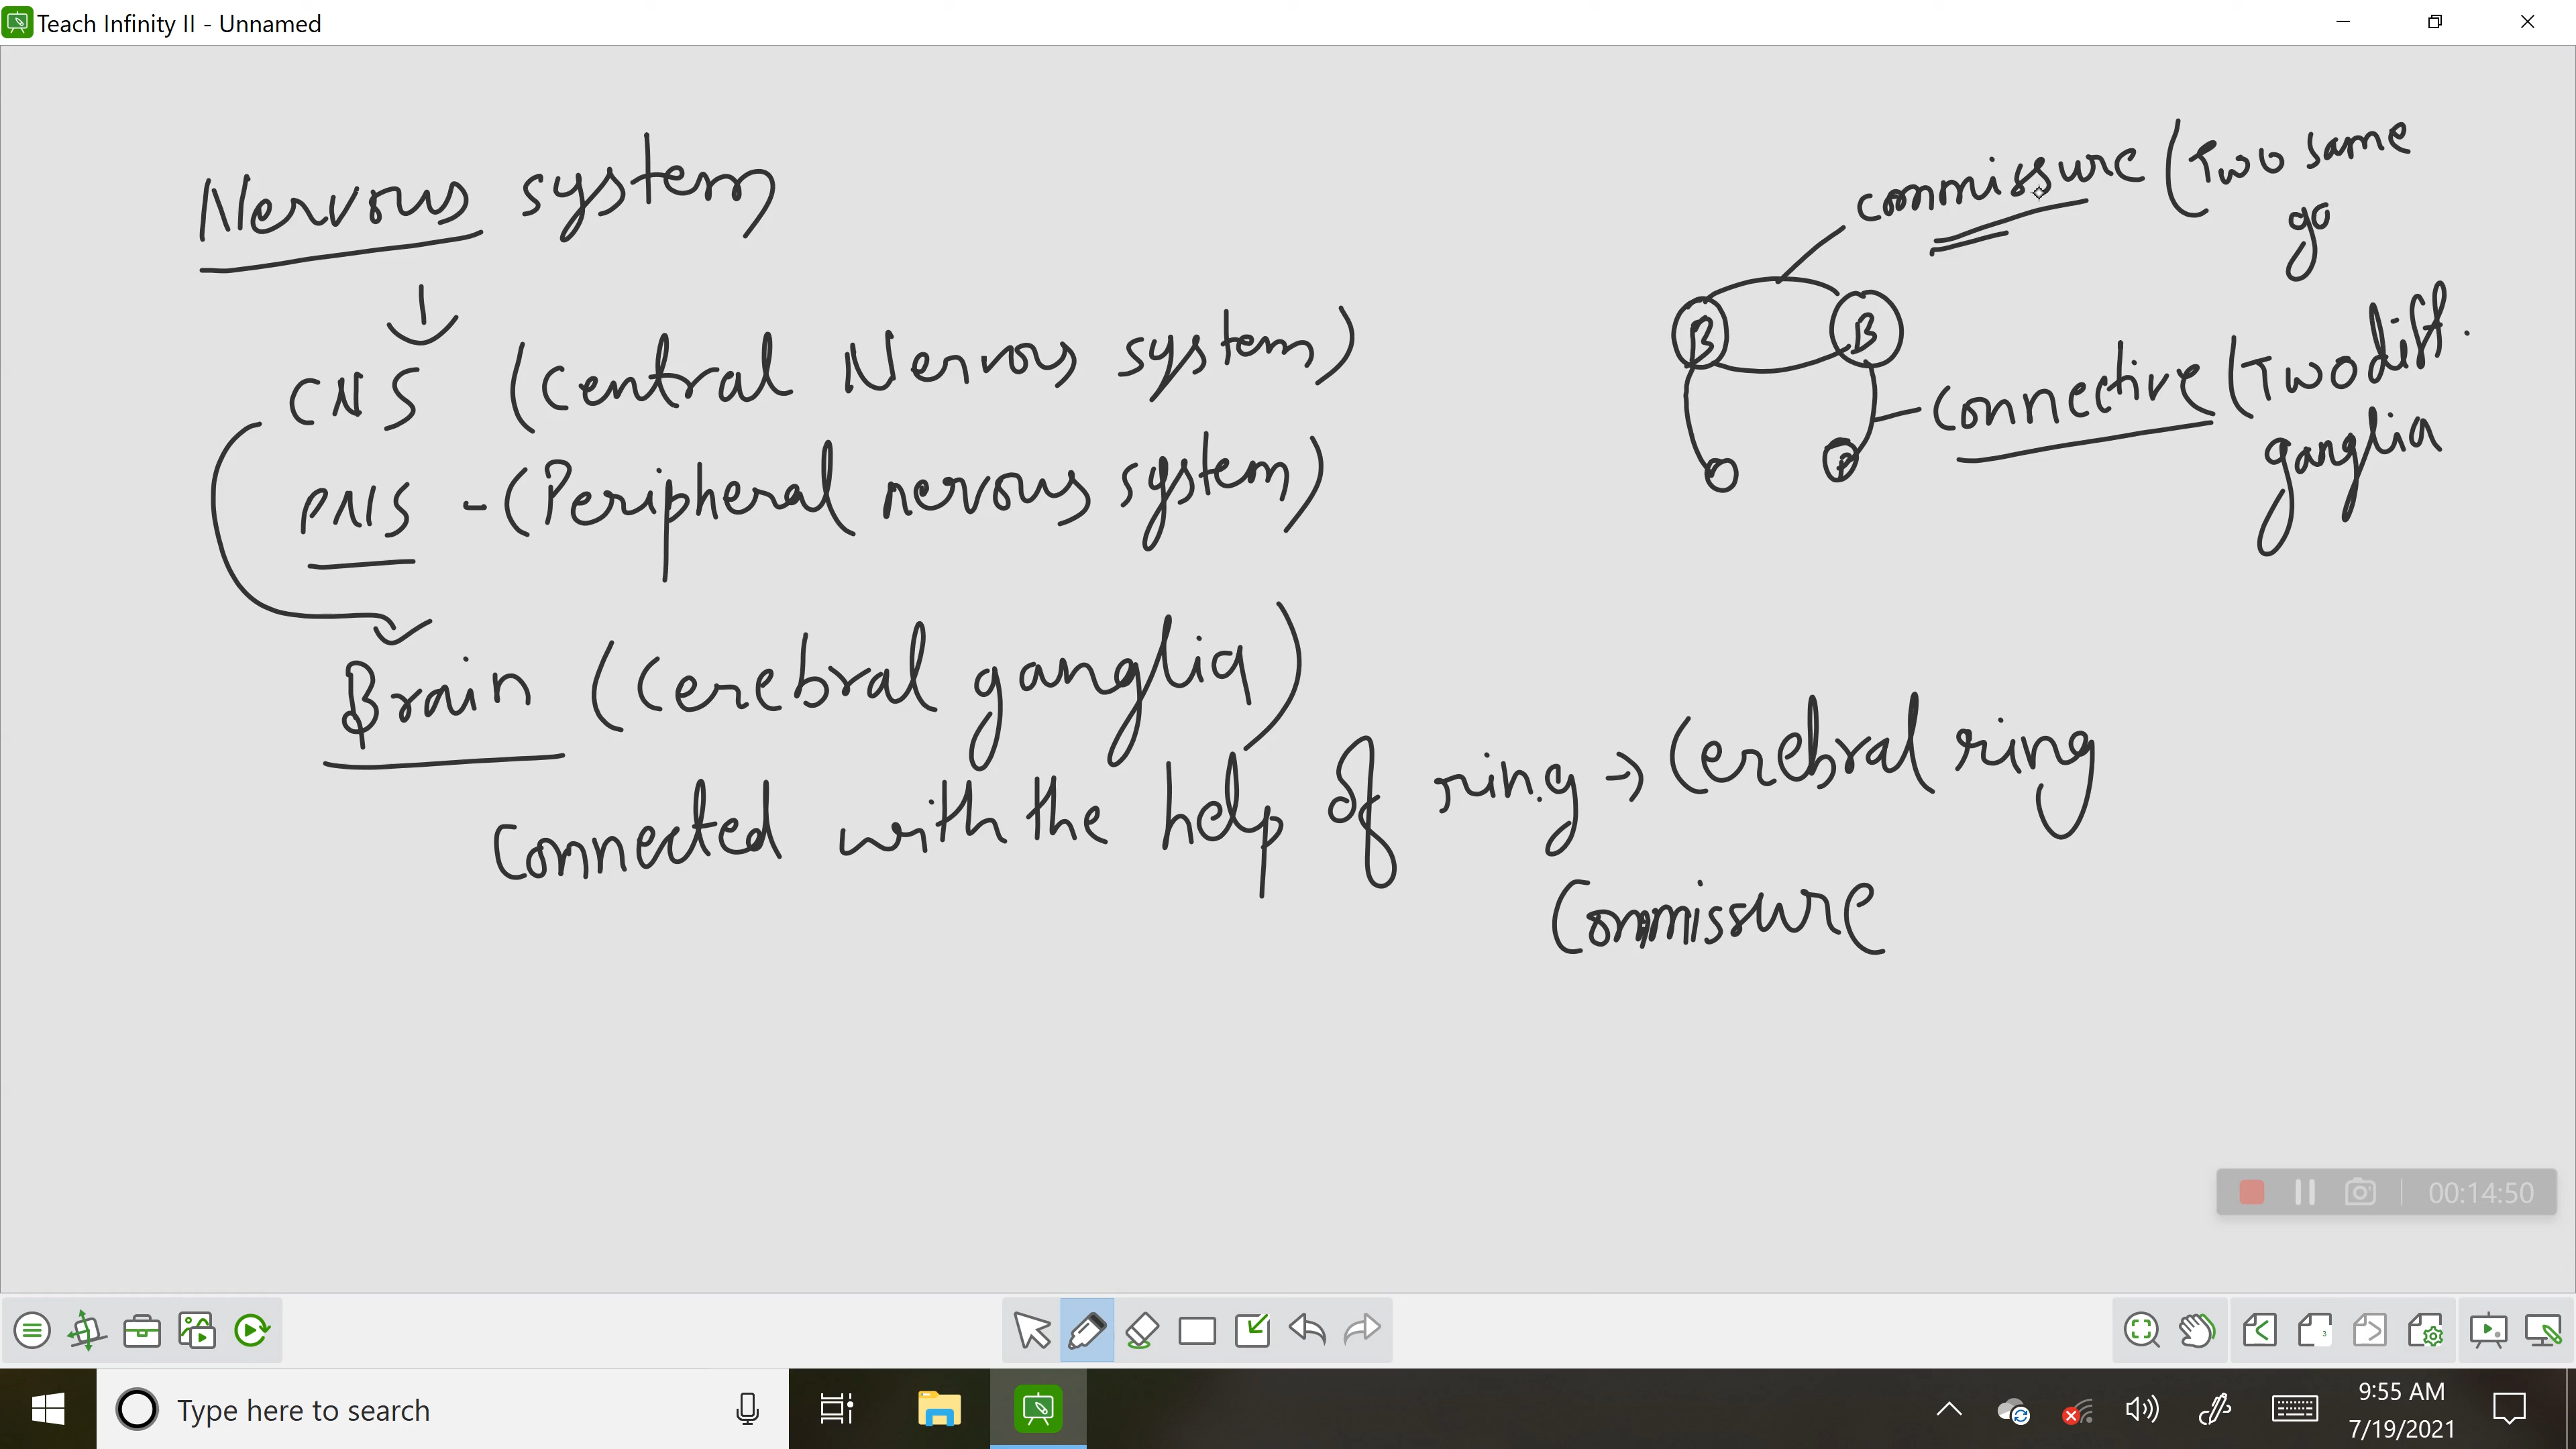 Teach Infinity II - Unnamed
Nervous system
CNS (Central Nervous system)
PNS - (Peripheral nervous system)
Brain (Cerebral ganglia)
Connected with the help of ring → Cerebral ring
Commissure
commissure (Two same
ga
B B
connective (Two diff.
ganglia
P
00:14:50
3
Type here to search
9:55 AM
7/19/2021